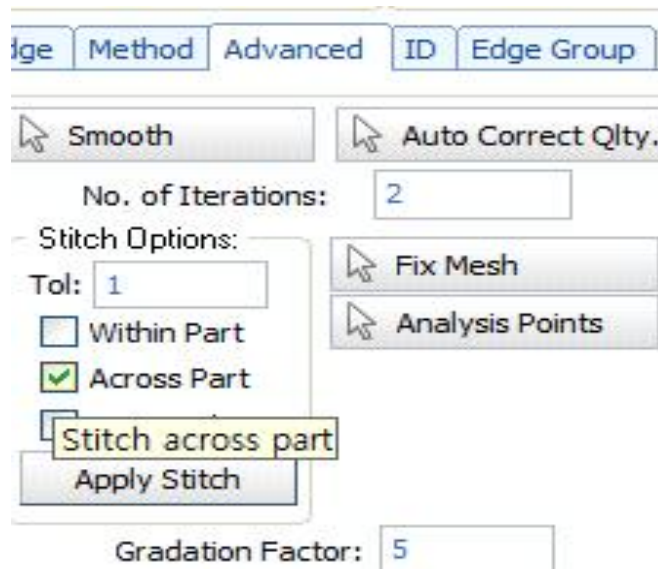 dge Method Advanced ID Edge Group
Smooth Auto Correct Qlty.
No. of Iterations: 2
Stitch Options:
Tol: 1
Fix Mesh
Within Part
Analysis Points
Across Part
Stitch across part
Apply Stitch
Gradation Factor: 5